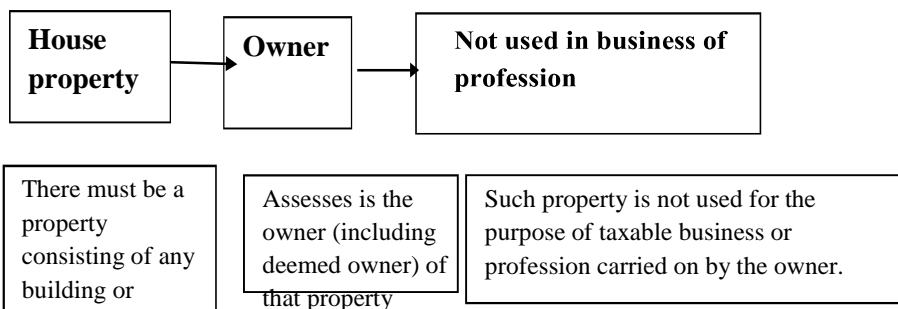 House
property
Owner
Not used in business of
profession
There must be a
property
consisting of any
building or
Assesses is the
owner (including
deemed owner) of
that property
Such property is not used for the
purpose of taxable business or
profession carried on by the owner.